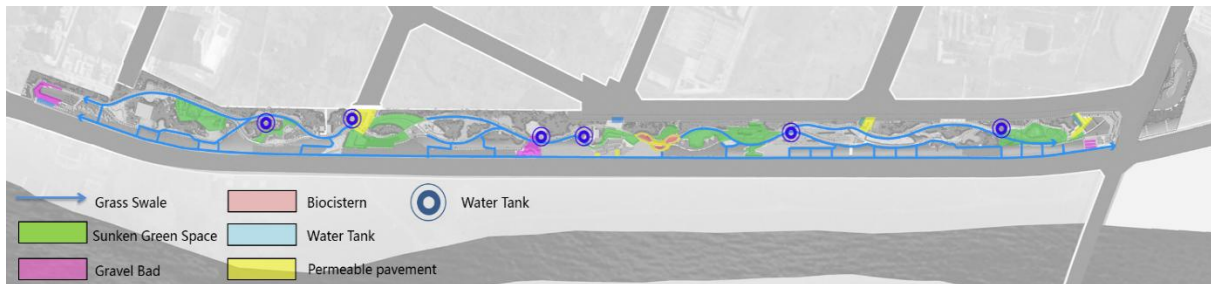 Grass Swale
Biocistern
Water Tank
Sunken Green Space
Water Tank
Gravel Bad
Permeable pavement